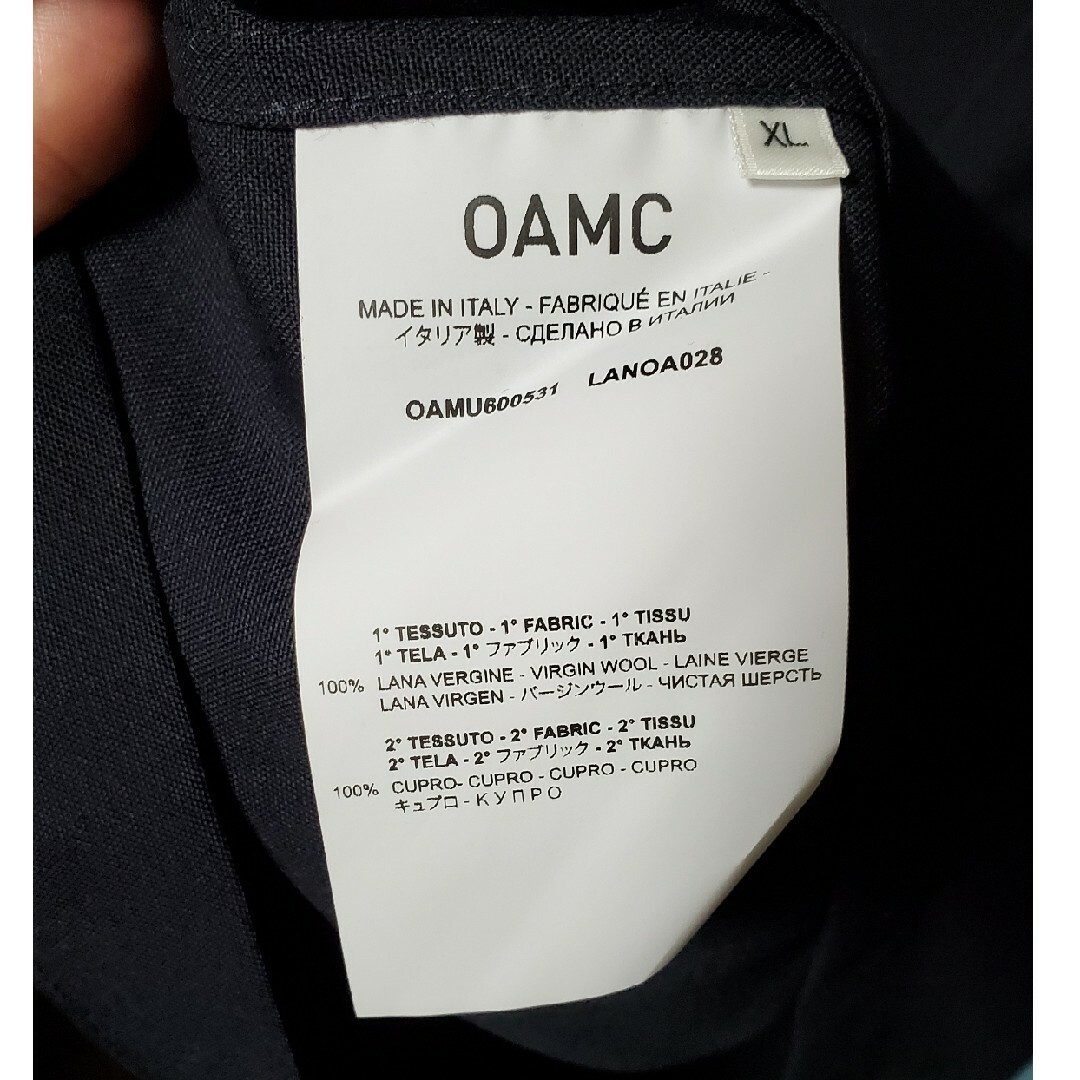 XL
OAMC
MADE IN ITALY - FABRIQUÉ EN ITALIE -
イタリア製 - СДЕЛАНО В ИТАЛИИ
OAMU600531 LANOA028
1° TESSUTO - 1° FABRIC - 1° TISSU
1° TELA - 1° ファブリック - 1° ТКАНЬ
100% LANA VERGINE - VIRGIN WOOL - LAINE VIERGE
LANA VIRGEN - バージンウール - ЧИСТАЯ ШЕРСТЬ
2° TESSUTO - 2° FABRIC - 2° TISSU
2° TELA - 2° ファブリック - 2° ТКАНЬ
100% CUPRO- CUPRO - CUPRO - CUPRO
キュプロ - КУПРО